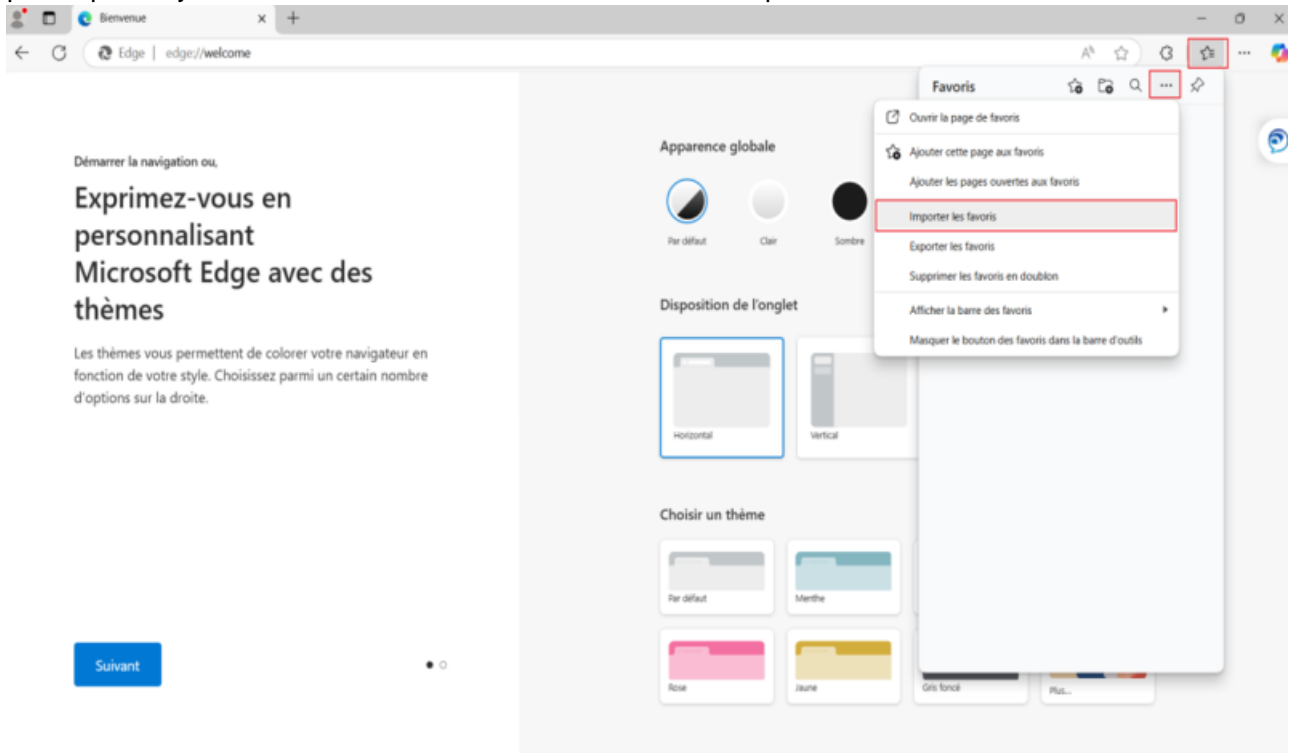 Bienvenue
Edge | edge://welcome
Favoris
Ouvrir la page de favoris
Ajouter cette page aux favoris
Ajouter les pages ouvertes aux favoris
Importer les favoris
Exporter les favoris
Supprimer les favoris en doublon
Afficher la barre des favoris
Masquer le bouton des favoris dans la barre d'outils
Démarrer la navigation ou,
Exprimez-vous en
personnalisant
Microsoft Edge avec des
thèmes
Les thèmes vous permettent de colorer votre navigateur en
fonction de votre style. Choisissez parmi un certain nombre
d'options sur la droite.
Suivant
Apparence globale
Par défaut
Clair
Sombre
Disposition de l'onglet
Horizontal
Vertical
Choisir un thème
Par défaut
Menthe
Rose
Jaune
Gris foncé
Plus...